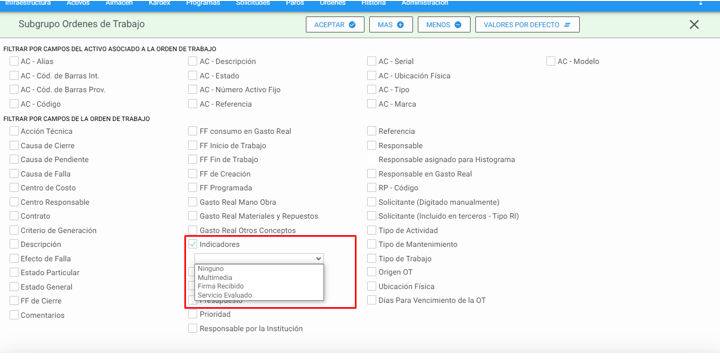 Infraestructura Activos Almacén Kardex Programas Solicitudes Paros Órdenes Historia Administración
Subgrupo Ordenes de Trabajo
ACEPTAR MAS MENOS VALORES POR DEFECTO
FILTRAR POR CAMPOS DEL ACTIVO ASOCIADO A LA ORDEN DE TRABAJO
AC - Alias AC - Descripción AC - Serial AC - Modelo
AC - Cód. de Barras Int. AC - Estado AC - Ubicación Física
AC - Cód. de Barras Prov. AC - Número Activo Fijo AC - Tipo
AC - Código AC - Referencia AC - Marca
FILTRAR POR CAMPOS DE LA ORDEN DE TRABAJO
Acción Técnica FF consumo en Gasto Real Referencia
Causa de Cierre FF Inicio de Trabajo Responsable
Causa de Pendiente FF Fin de Trabajo Responsable asignado para Histograma
Causa de Falla FF de Creación Responsable en Gasto Real
Centro de Costo FF Programada RP - Código
Centro Responsable Gasto Real Mano Obra Solicitante (Digitado manualmente)
Contrato Gasto Real Materiales y Repuestos Solicitante (Incluido en terceros - Tipo RI)
Criterio de Generación Gasto Real Otros Conceptos Tipo de Actividad
Descripción Indicadores Tipo de Mantenimiento
Efecto de Falla Tipo de Trabajo
Ninguno
Estado Particular Multimedia Origen OT
Estado General Firma Recibido Ubicación Física
Servicio Evaluado
FF de Cierre Presupuesto Días Para Vencimiento de la OT
Comentarios Prioridad
Responsable por la Institución